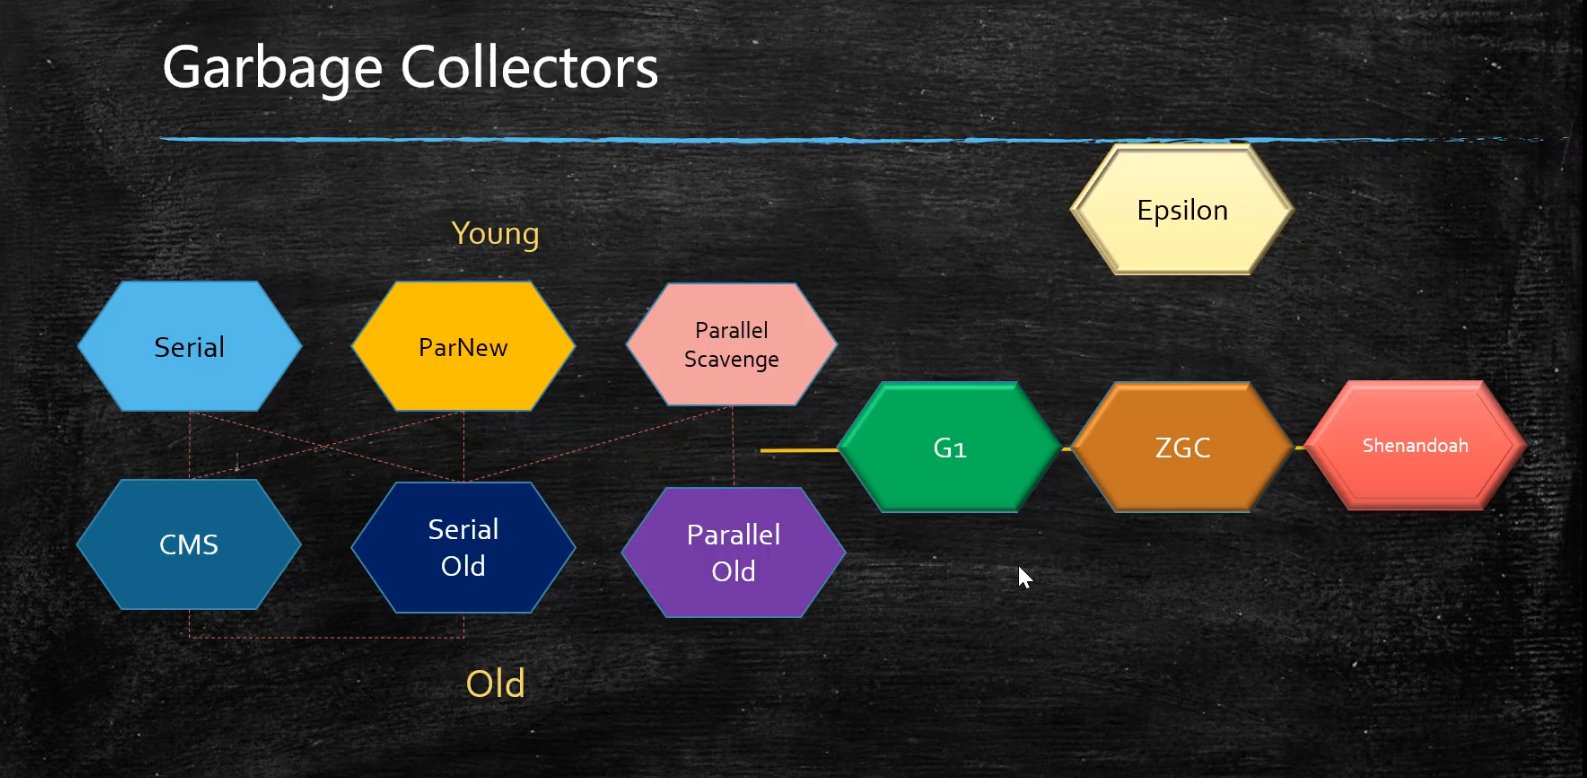 Garbage Collectors
Epsilon
Young
Serial
ParNew
Parallel
Scavenge
G1
ZGC
Shenandoah
CMS
Serial
Old
Parallel
Old
Old